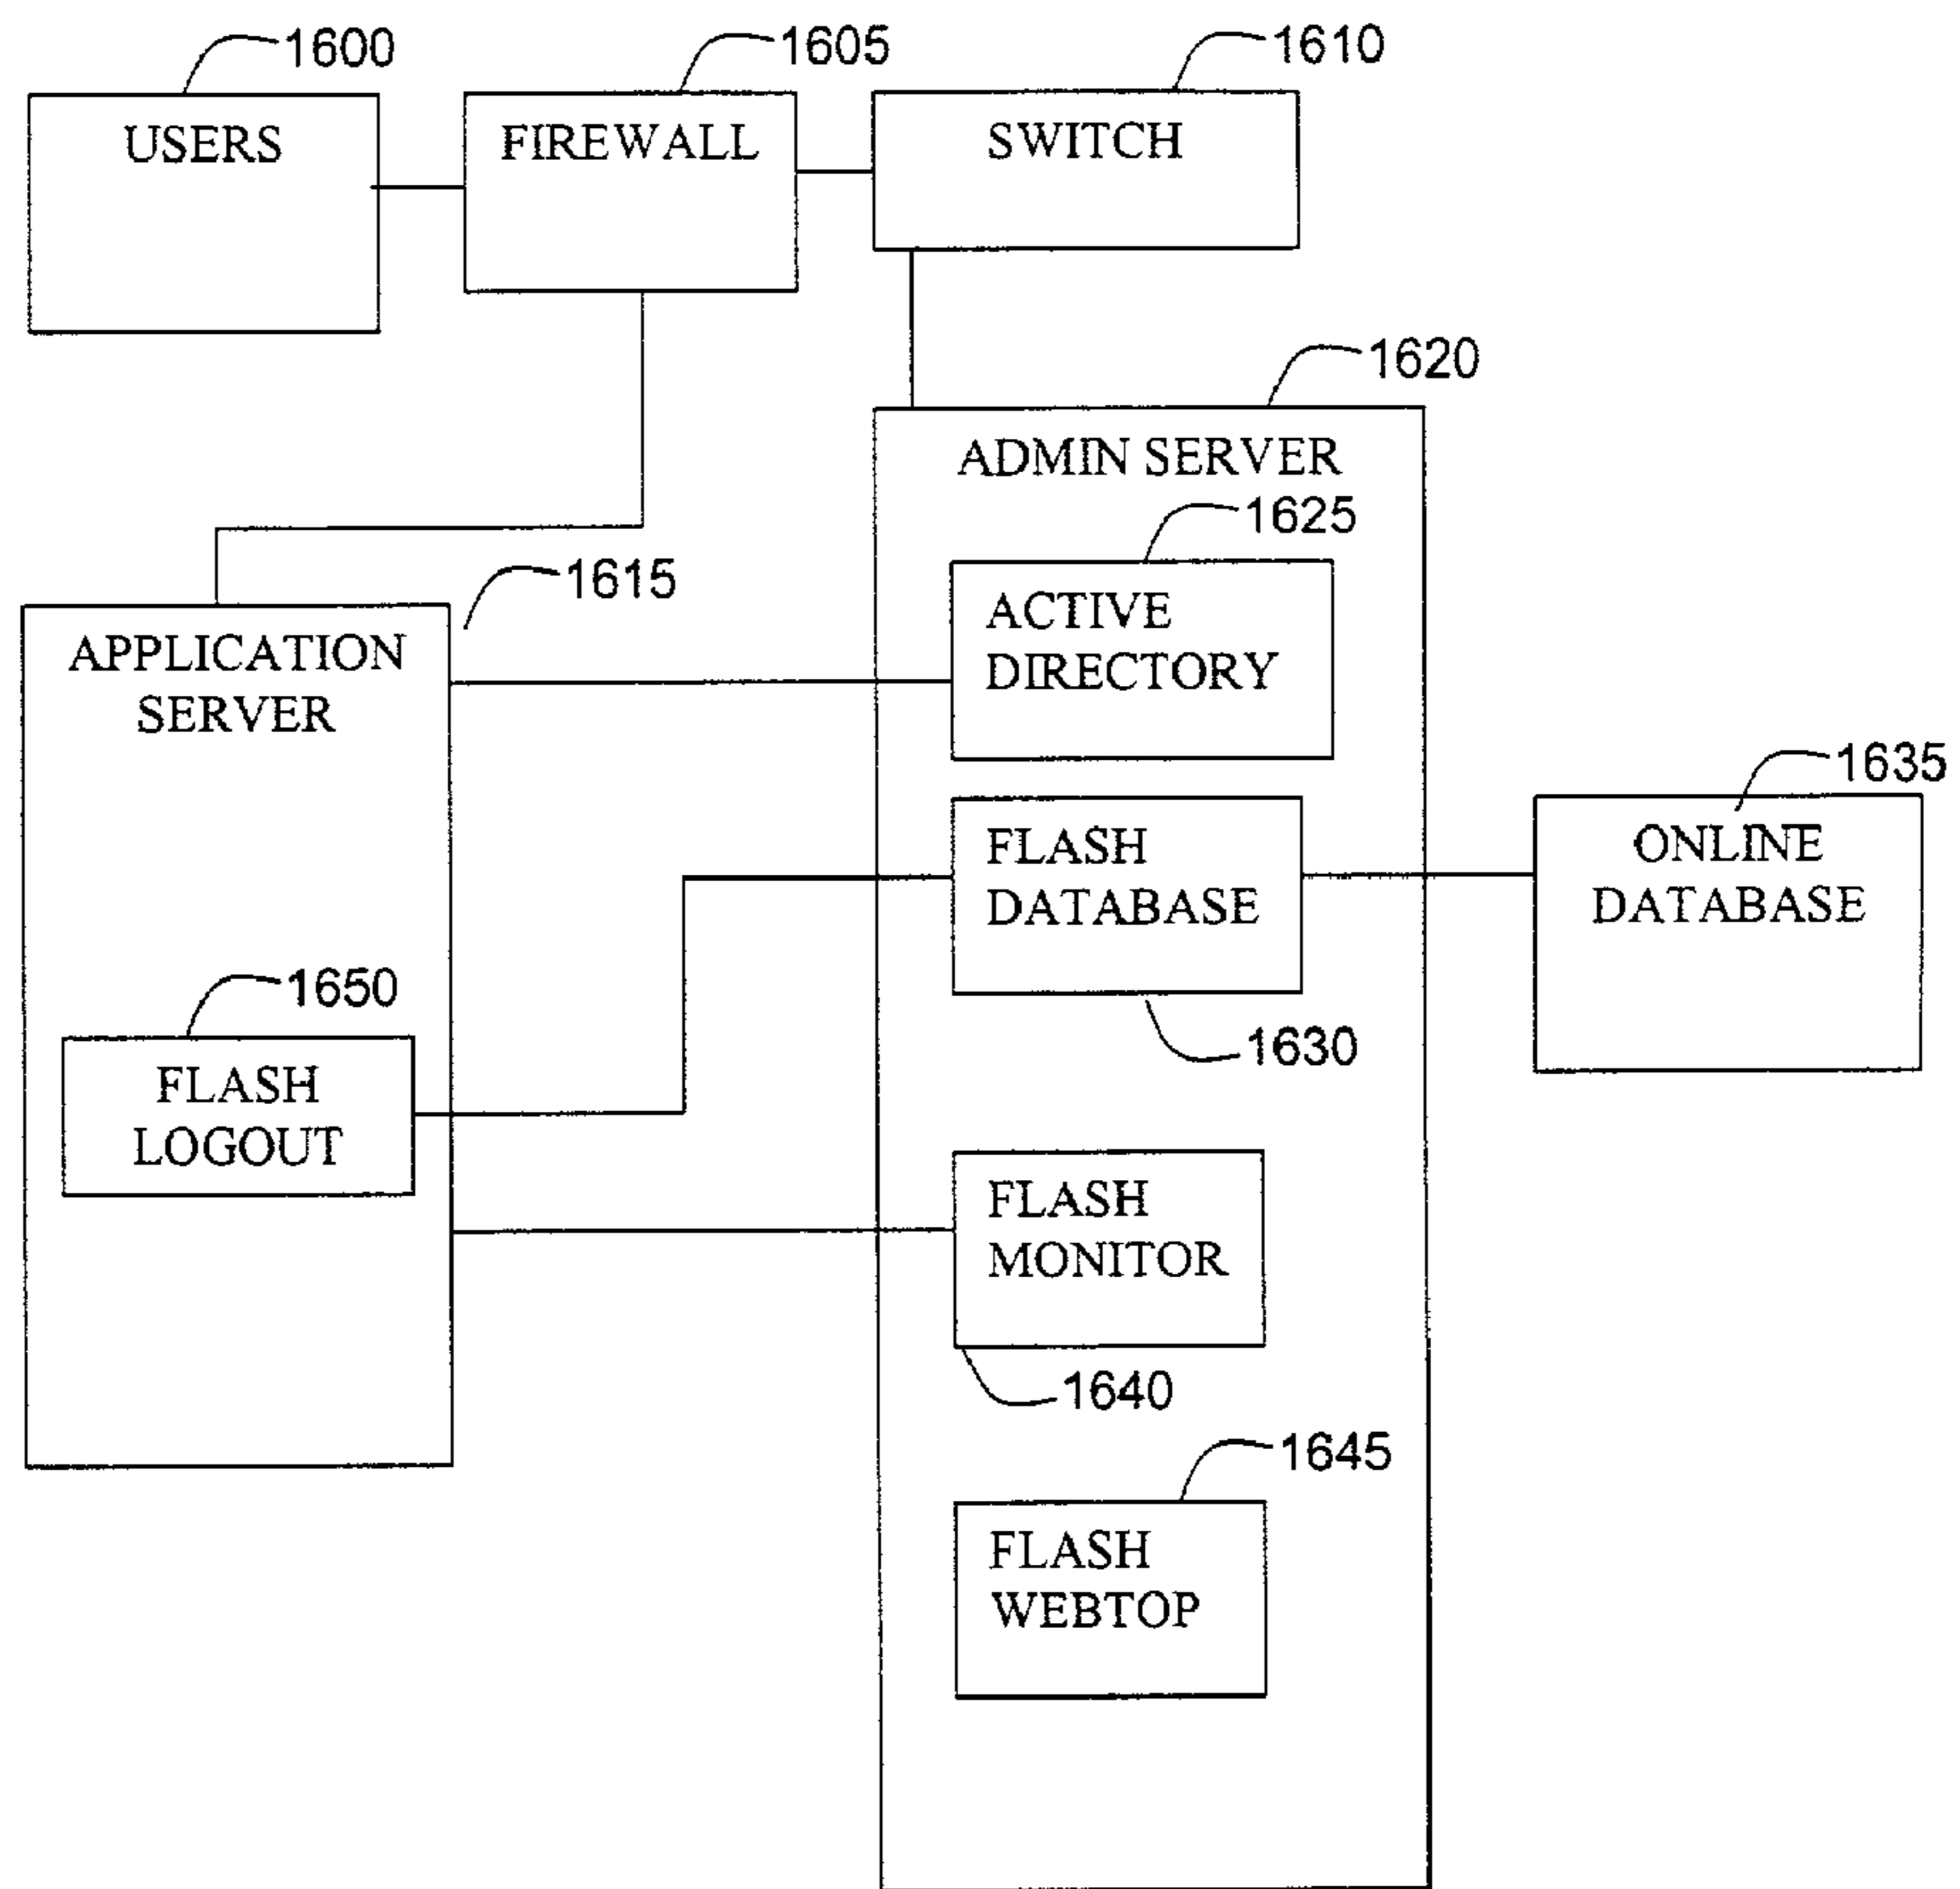 1600
1605
1610
USERS
FIREWALL
SWITCH
1620
ADMIN SERVER
1625
1615
ACTIVE
DIRECTORY
APPLICATION
SERVER
1635
FLASH
DATABASE
ONLINE
DATABASE
1650
1630
FLASH
LOGOUT
FLASH
MONITOR
1640
1645
FLASH
WEBTOP